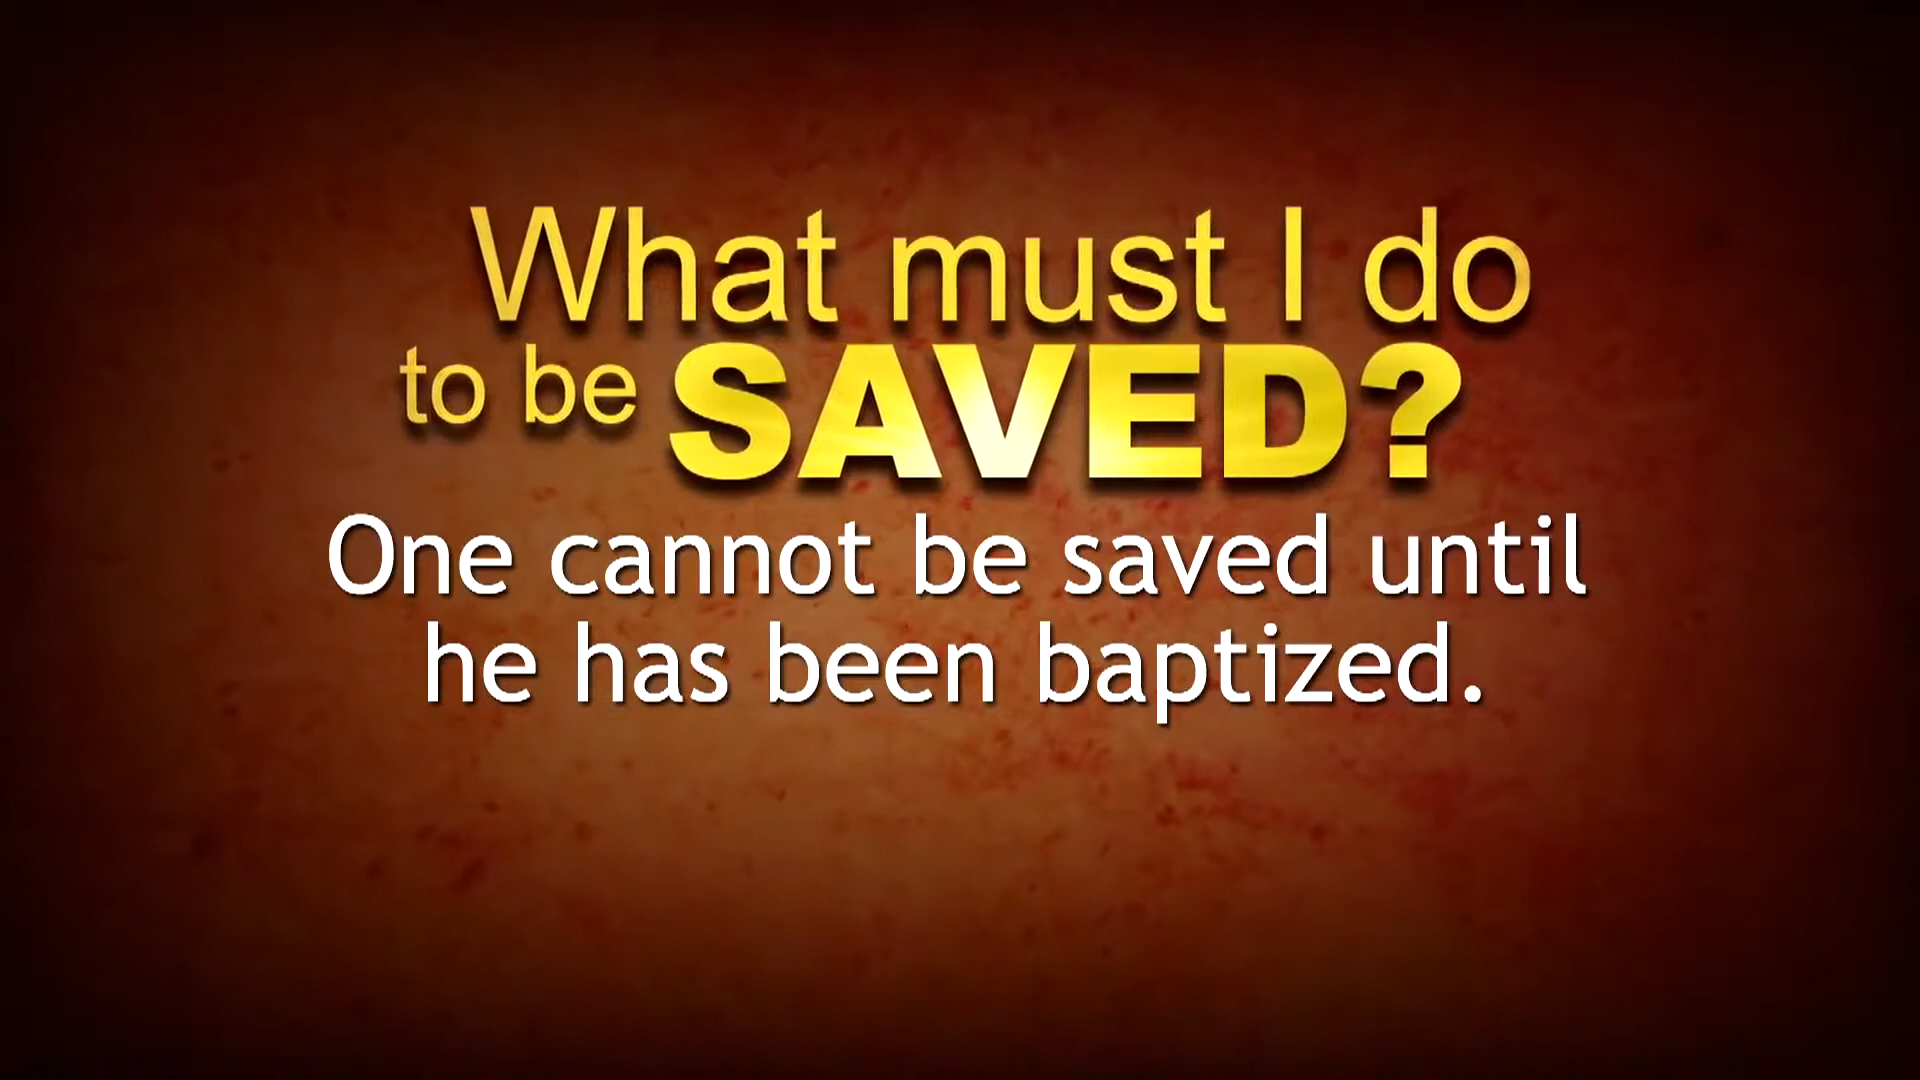 What must I do
to be SAVED?
One cannot be saved until
he has been baptized.